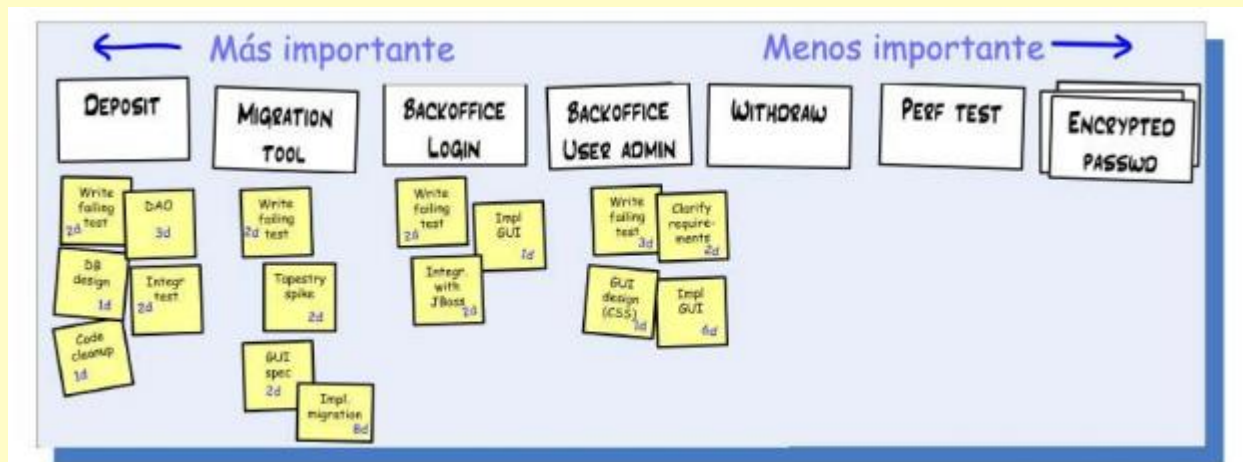 Más importante
Menos importante
DEPOSIT
MIGRATION
TOOL
BACKOFFICE
LOGIN
BACKOFFICE
USER ADMIN
WITHDRAW
PERF TEST
ENCRYPTED
PASSWD
Write
failing
test
2d
DAO
3d
DB
design
1d
Integr
test
2d
Code
cleanup
1d
Write
failing
test
2d
Tapestry
spike
2d
GUI
spec
2d
Impl.
migration
8d
Write
failing
test
2d
Impl
GUI
1d
Integr.
with
JBoss
2d
Write
failing
test
3d
Clarify
require-
ments
2d
GUI
design
(CSS)
1d
Impl
GUI
6d